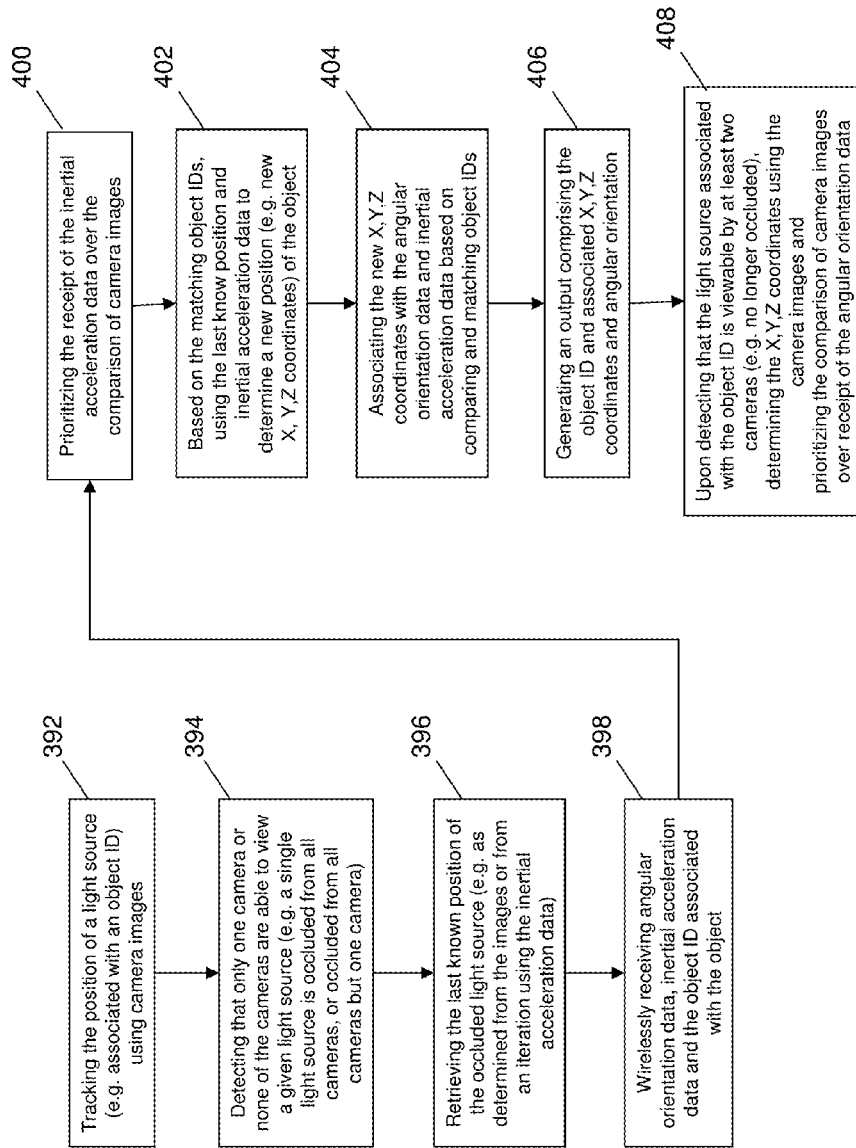 392
Tracking the position of a light source
(e.g. associated with an object ID)
using camera images
394
Detecting that only one camera or
none of the cameras are able to view
a given light source (e.g. a single
light source is occluded from all
cameras, or occluded from all
cameras but one camera)
396
Retrieving the last known position of
the occluded light source (e.g. as
determined from the images or from
an iteration using the inertial
acceleration data)
398
Wirelessly receiving angular
orientation data, inertial acceleration
data and the object ID associated
with the object
400
Prioritizing the receipt of the inertial
acceleration data over the
comparison of camera images
402
Based on the matching object IDs,
using the last know position and
inertial acceleration data to
determine a new position (e.g. new
X, Y,Z coordinates) of the object
404
Associating the new X,Y,Z
coordinates with the angular
orientation data and inertial
acceleration data based on
comparing and matching object IDs
406
Generating an output comprising the
object ID and associated X,Y,Z
coordinates and angular orientation
408
Upon detecting that the light source associated
with the object ID is viewable by at least two
cameras (e.g. no longer occluded),
determining the X,Y,Z coordinates using the
camera images and
prioritizing the comparison of camera images
over receipt of the angular orientation data